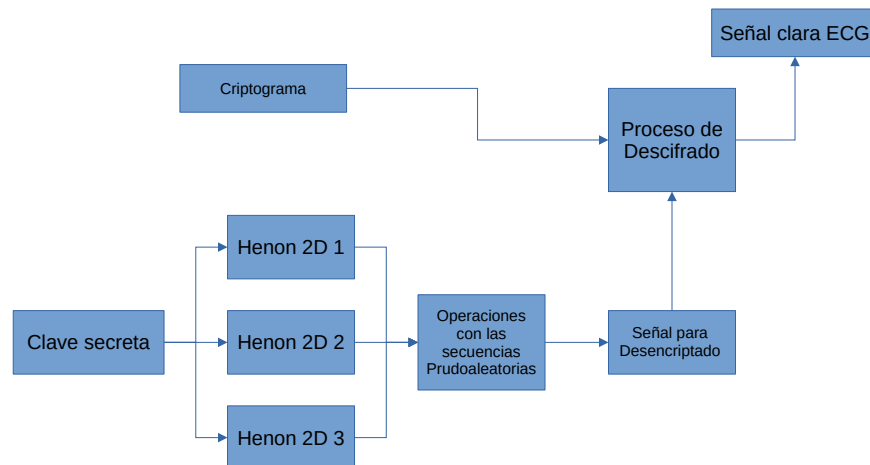 Señal clara ECG
Criptograma
Proceso de
Descifrado
Henon 2D 1
Clave secreta
Henon 2D 2
Operaciones
con las
secuencias
Prudoaleatorias
Señal para
Desencriptado
Henon 2D 3